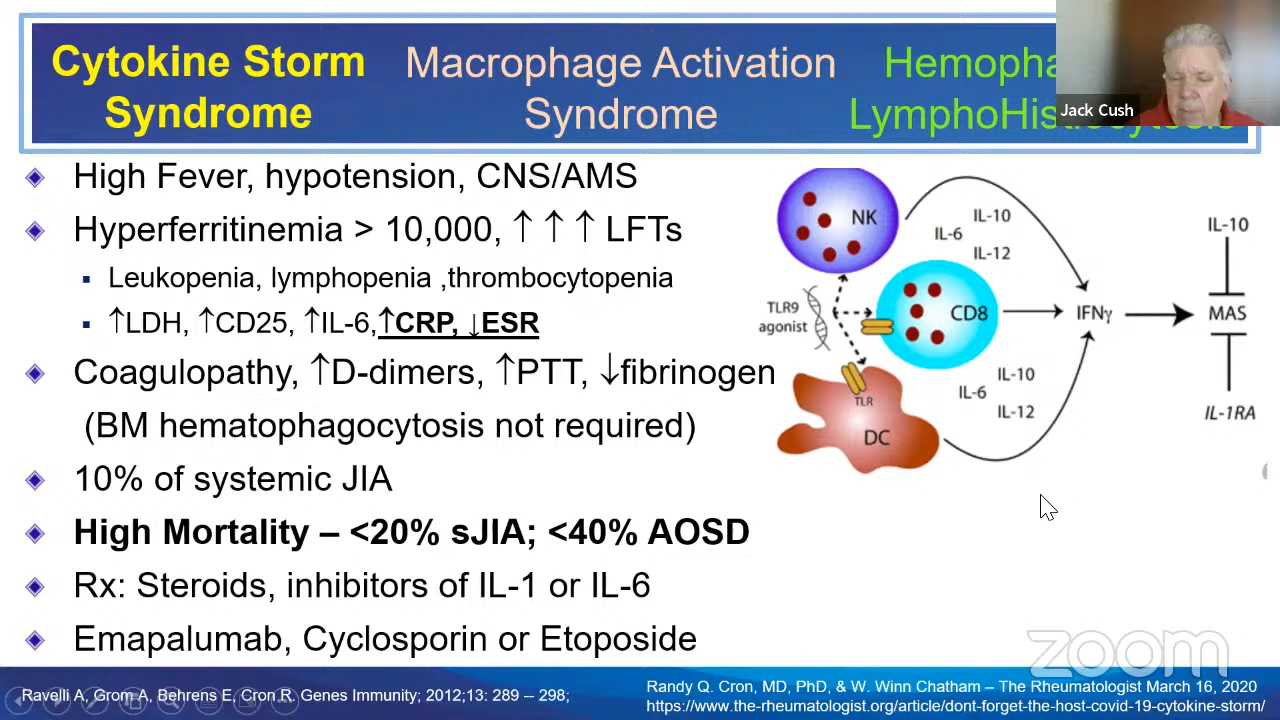 Cytokine Storm
Syndrome
Macrophage Activation
Syndrome
Jack Cush
High Fever, hypotension, CNS/AMS
Hyperferritinemia > 10,000, ↑ ↑ ↑ LFTs
Leukopenia, lymphopenia ,thrombocytopenia
↑LDH, ↑CD25, ↑IL-6,↑CRP, ↓ESR
Coagulopathy, ↑D-dimers, ↑PTT, ↓fibrinogen
(BM hematophagocytosis not required)
10% of systemic JIA
High Mortality – <20% sJIA; <40% AOSD
Rx: Steroids, inhibitors of IL-1 or IL-6
Emapalumab, Cyclosporin or Etoposide
NK
IL-10
IL-6
IL-12
IL-10
TLR9
agonist
CD8
IFNγ
MAS
TLR
DC
IL-10
IL-6
IL-12
IL-1RA
zoom
Ravelli A, Grom A, Behrens E, Cron R. Genes Immunity; 2012;13: 289 -- 298;
Randy Q. Cron, MD, PhD, & W. Winn Chatham – The Rheumatologist March 16, 2020
https://www.the-rheumatologist.org/article/dont-forget-the-host-covid-19-cytokine-storm/